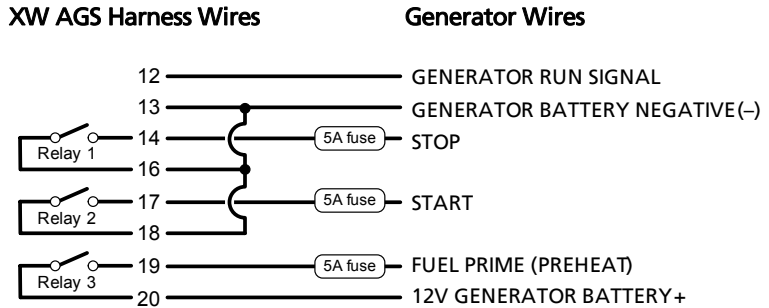 XW AGS Harness Wires Generator Wires
12 GENERATOR RUN SIGNAL
13 GENERATOR BATTERY NEGATIVE(–)
14 5A fuse STOP
Relay 1
16
17 5A fuse START
Relay 2
18
19 5A fuse FUEL PRIME (PREHEAT)
Relay 3
20 12V GENERATOR BATTERY+